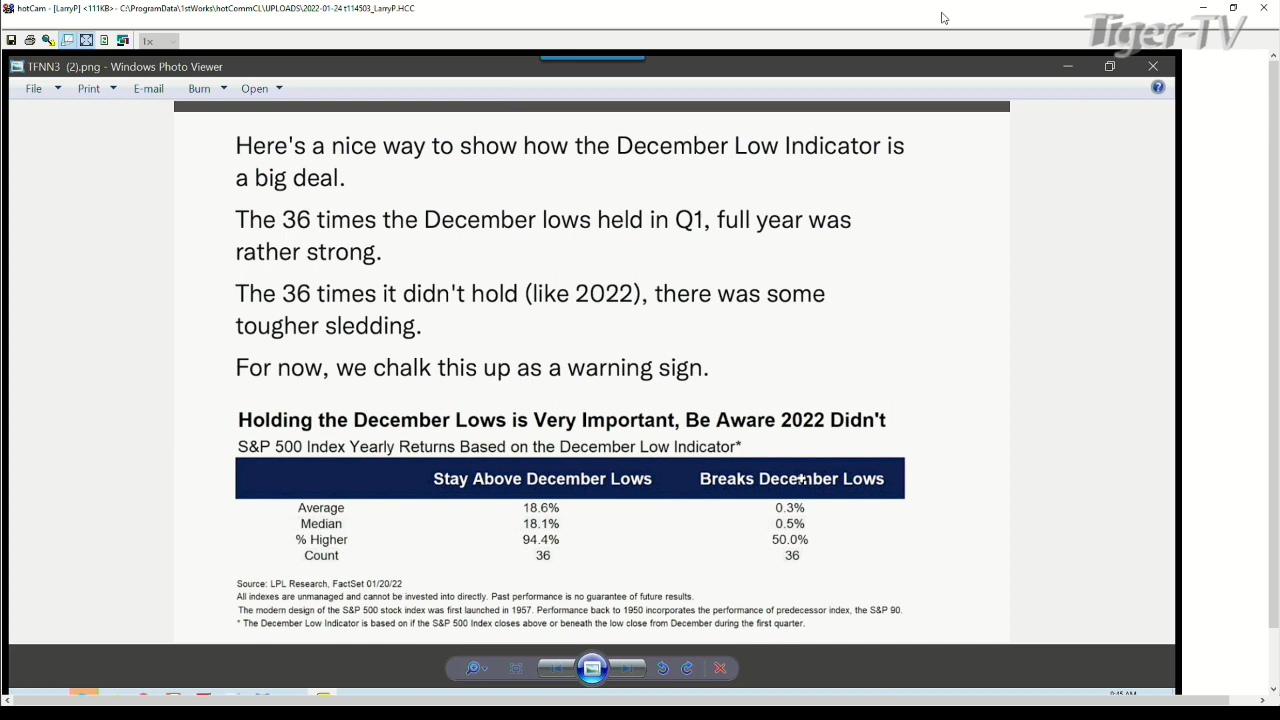 hotCam - [LarryP] <111KB>- C:\ProgramData\1stWorks\hotCommCL\UPLOADS\2022-01-24 t114503_LarryP.HCC
Tiger-TV
1x
TFNN3 (2).png - Windows Photo Viewer
File Print E-mail Burn Open
Here's a nice way to show how the December Low Indicator is
a big deal.
The 36 times the December lows held in Q1, full year was
rather strong.
The 36 times it didn't hold (like 2022), there was some
tougher sledding.
For now, we chalk this up as a warning sign.
Holding the December Lows is Very Important, Be Aware 2022 Didn't
S&P 500 Index Yearly Returns Based on the December Low Indicator*
Stay Above December Lows Breaks December Lows
Average 18.6% 0.3%
Median 18.1% 0.5%
% Higher 94.4% 50.0%
Count 36 36
Source: LPL Research, FactSet 01/20/22
All indexes are unmanaged and cannot be invested into directly. Past performance is no guarantee of future results.
The modern design of the S&P 500 stock index was first launched in 1957. Performance back to 1950 incorporates the performance of predecessor index, the S&P 90.
* The December Low Indicator is based on if the S&P 500 Index closes above or beneath the low close from December during the first quarter.